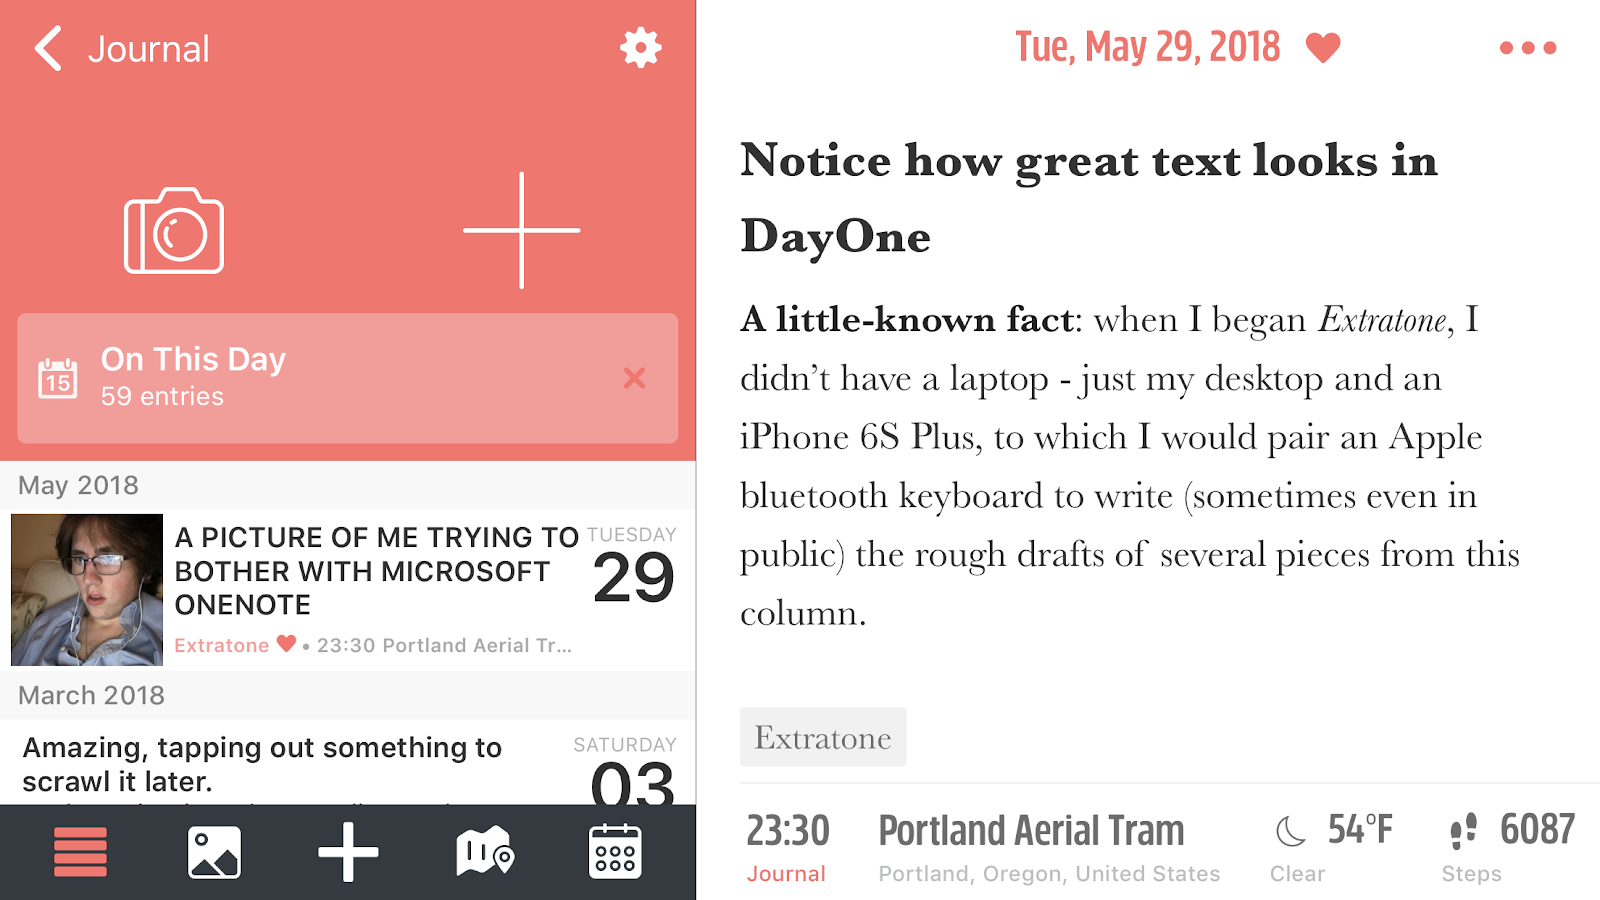 Journal
15
On This Day
59 entries
May 2018
A PICTURE OF ME TRYING TO
BOTHER WITH MICROSOFT
ONENOTE
TUESDAY
29
Extratone • 23:30 Portland Aerial Tr...
March 2018
Amazing, tapping out something to
scrawl it later.
SATURDAY
03
Tue, May 29, 2018
Notice how great text looks in
DayOne
A little-known fact: when I began Extratone, I
didn’t have a laptop - just my desktop and an
iPhone 6S Plus, to which I would pair an Apple
bluetooth keyboard to write (sometimes even in
public) the rough drafts of several pieces from this
column.
Extratone
23:30
Journal
Portland Aerial Tram
Portland, Oregon, United States
54°F
Clear
6087
Steps